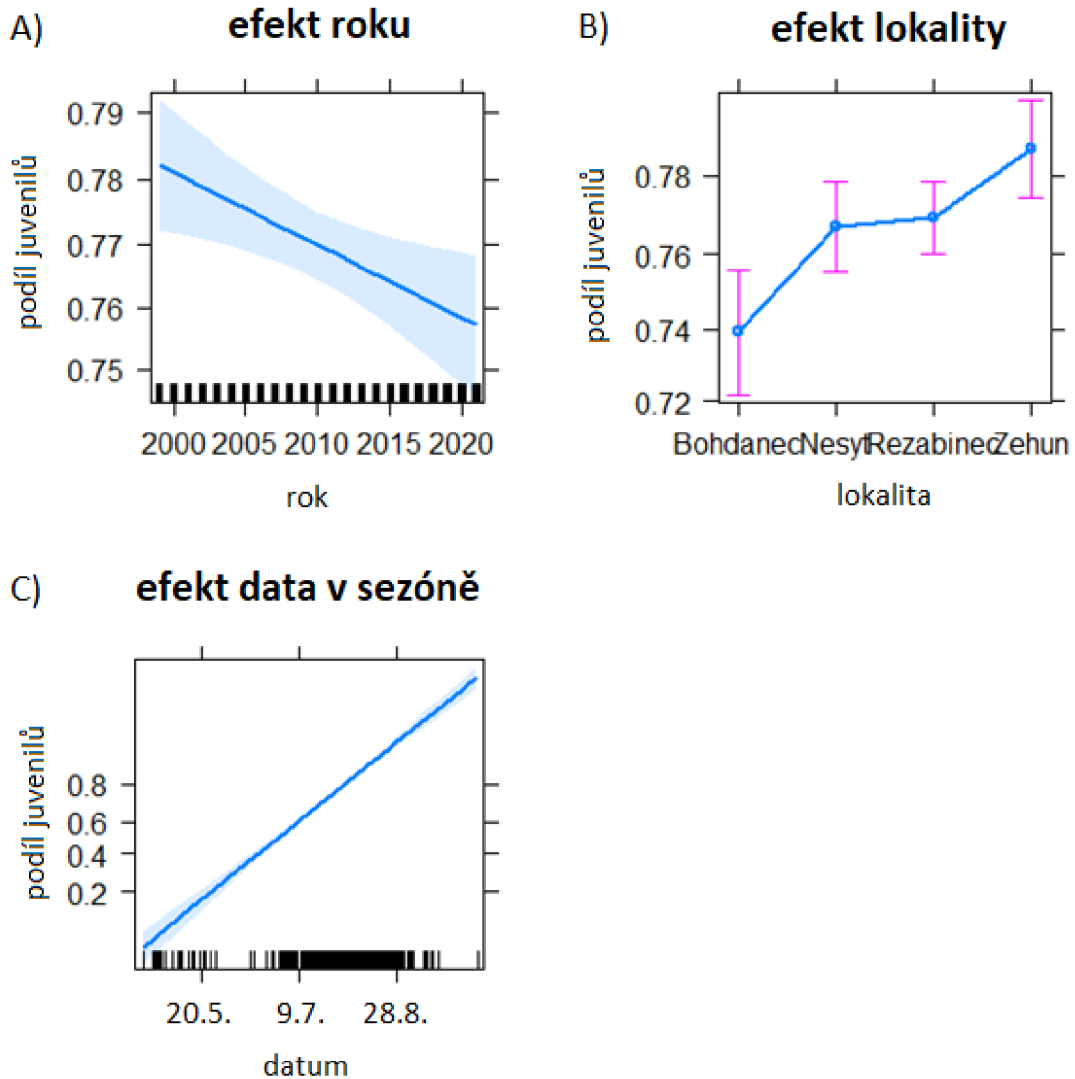 A)
efekt roku
podíl juvenilů
0.79
0.78
0.77
0.76
0.75
2000 2005 2010 2015 2020
rok
B)
efekt lokality
podíl juvenilů
0.78
0.76
0.74
0.72
Bohdanec Nesyt Rezabinec Zehun
lokalita
C)
efekt data v sezóně
podíl juvenilů
0.8
0.6
0.4
0.2
20.5. 9.7. 28.8.
datum